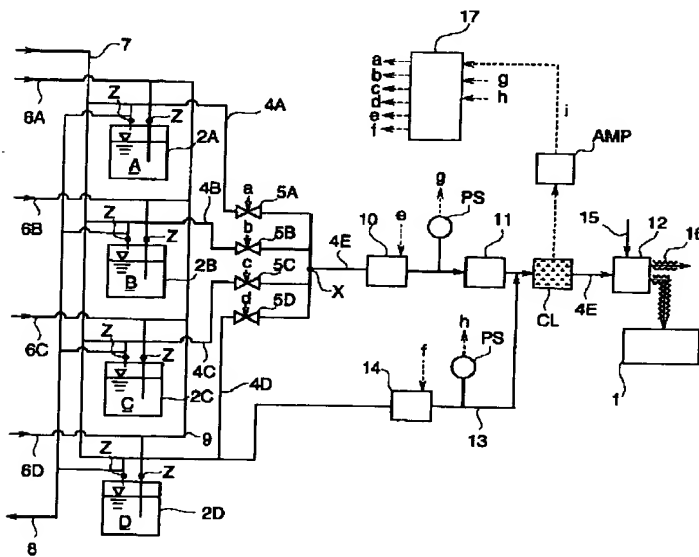 17
7
a
b
c
d
e
f
g
h
i
4A
6A
Z
Z
2A
A
AMP
4B
a
5A
g
PS
10
e
11
15
12
16
6B
Z
Z
b
5B
c
5C
d
5D
X
4E
CL
4E
B
2B
1
6C
Z
Z
4C
h
PS
14
f
C
2C
4D
13
9
6D
Z
Z
D
2D
8